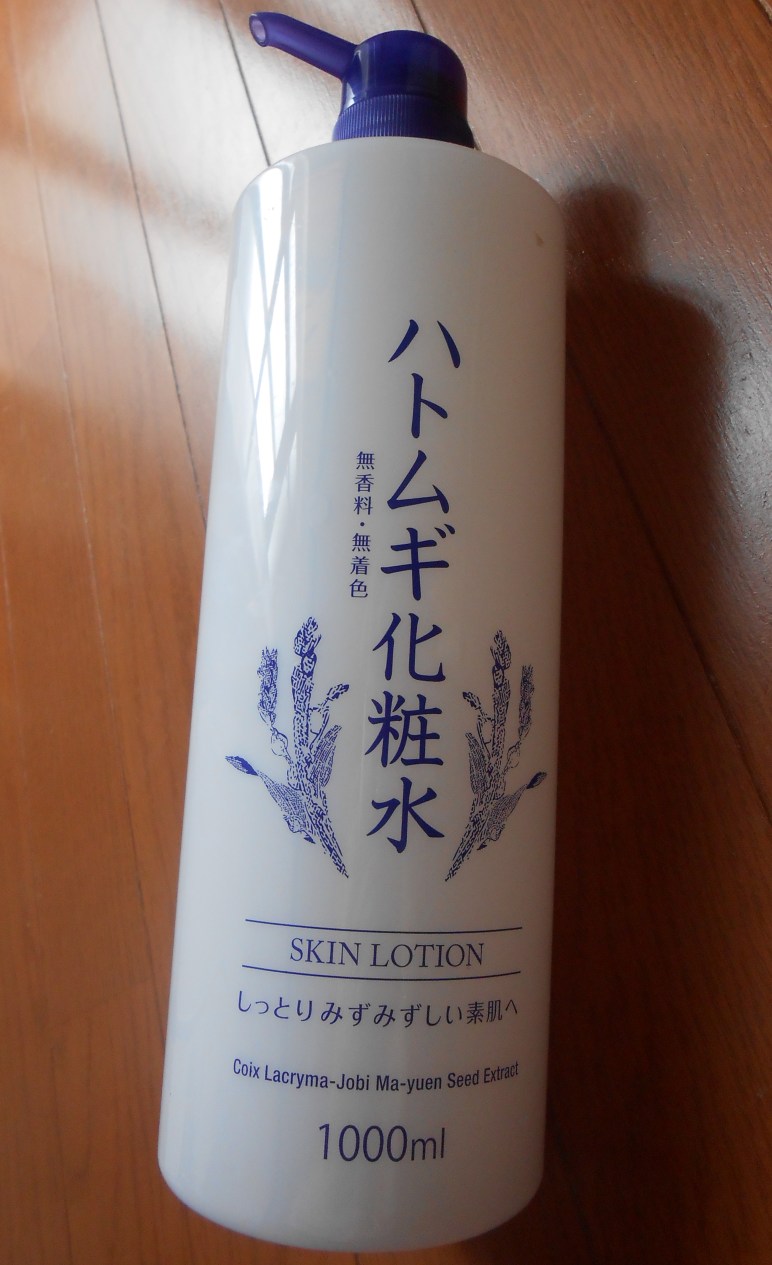 ハトムギ化粧水
無香料・無着色
SKIN LOTION
しっとりみずみずしい素肌へ
Coix Lacryma-Jobi Ma-yuen Seed Extract
1000ml